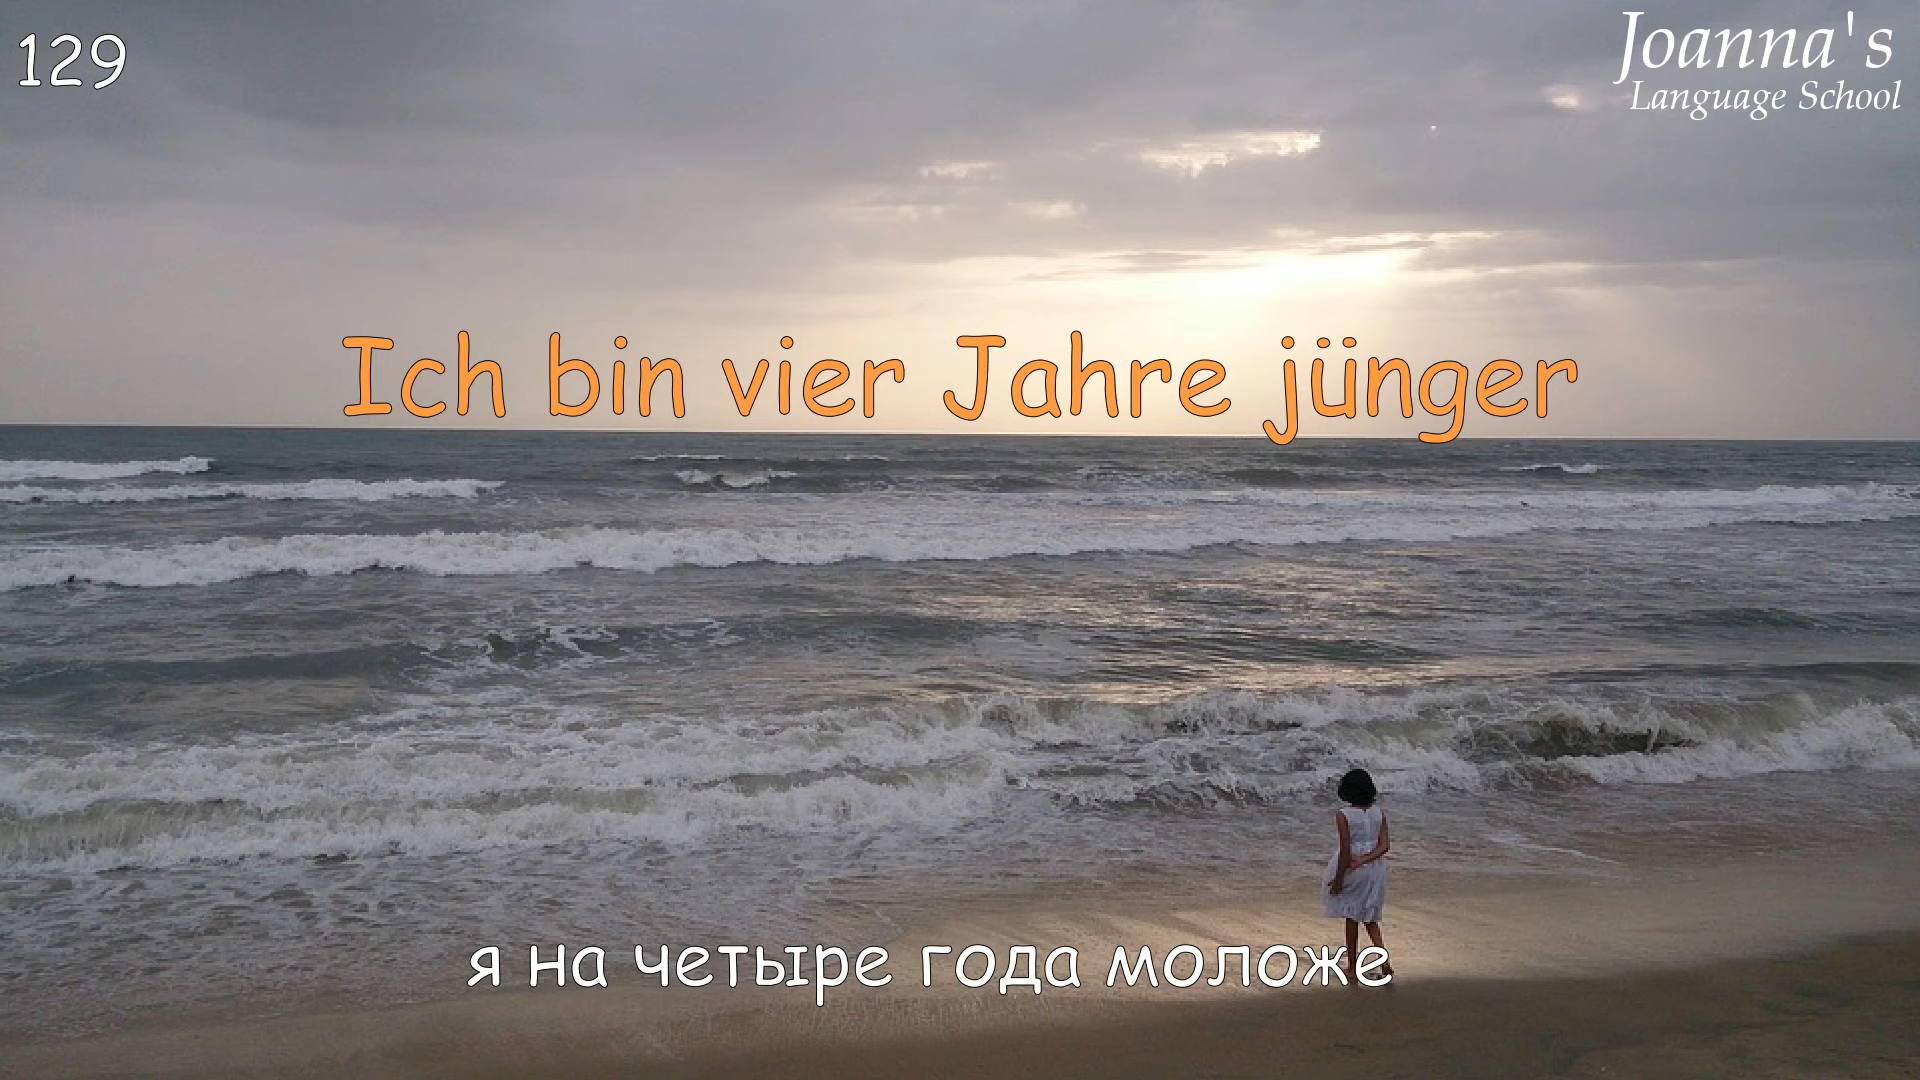 129
Joanna's
Language School
Ich bin vier Jahre jünger
я на четыре года моложе